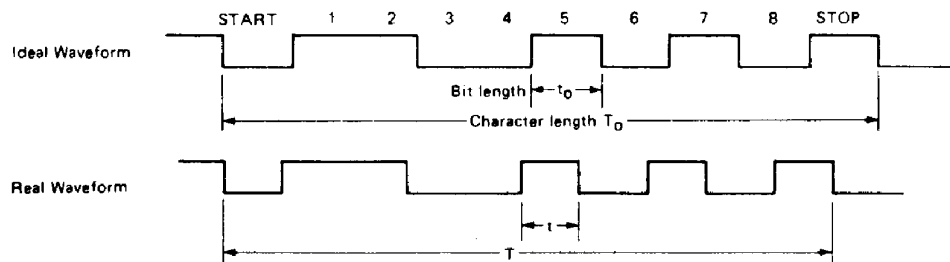 START 1 2 3 4 5 6 7 8 STOP
Ideal Waveform
Bit length t₀
Character length T₀
Real Waveform
t
T